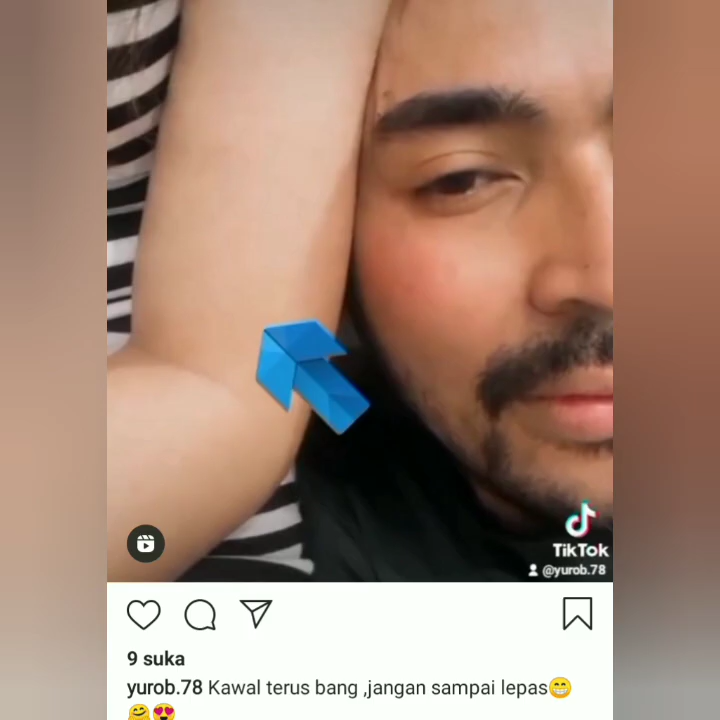 TikTok
@yurob.78
9 suka
yurob.78 Kawal terus bang ,jangan sampai lepas😁
🤗😍